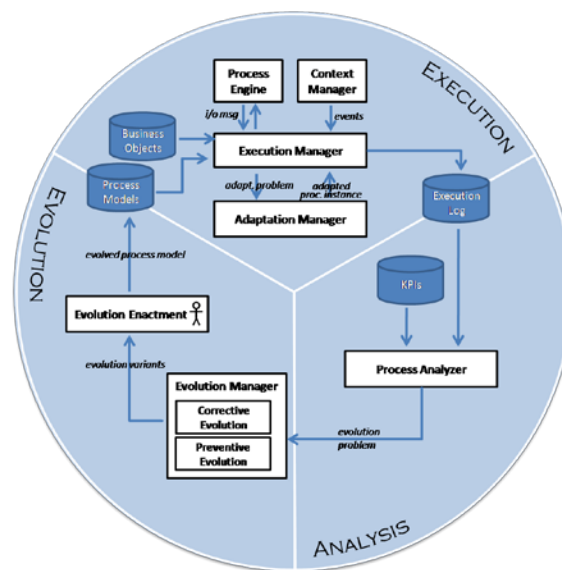 EXECUTION
Process
Engine
Context
Manager
i/o msg
events
Business
Objects
Execution Manager
Process
Models
adapt. problem
adapted
proc. instance
Execution
Log
Adaptation Manager
EVOLUTION
evolved process model
KPIs
Evolution Enactment
evolution variants
Process Analyzer
Evolution Manager
Corrective
Evolution
Preventive
Evolution
evolution
problem
ANALYSIS